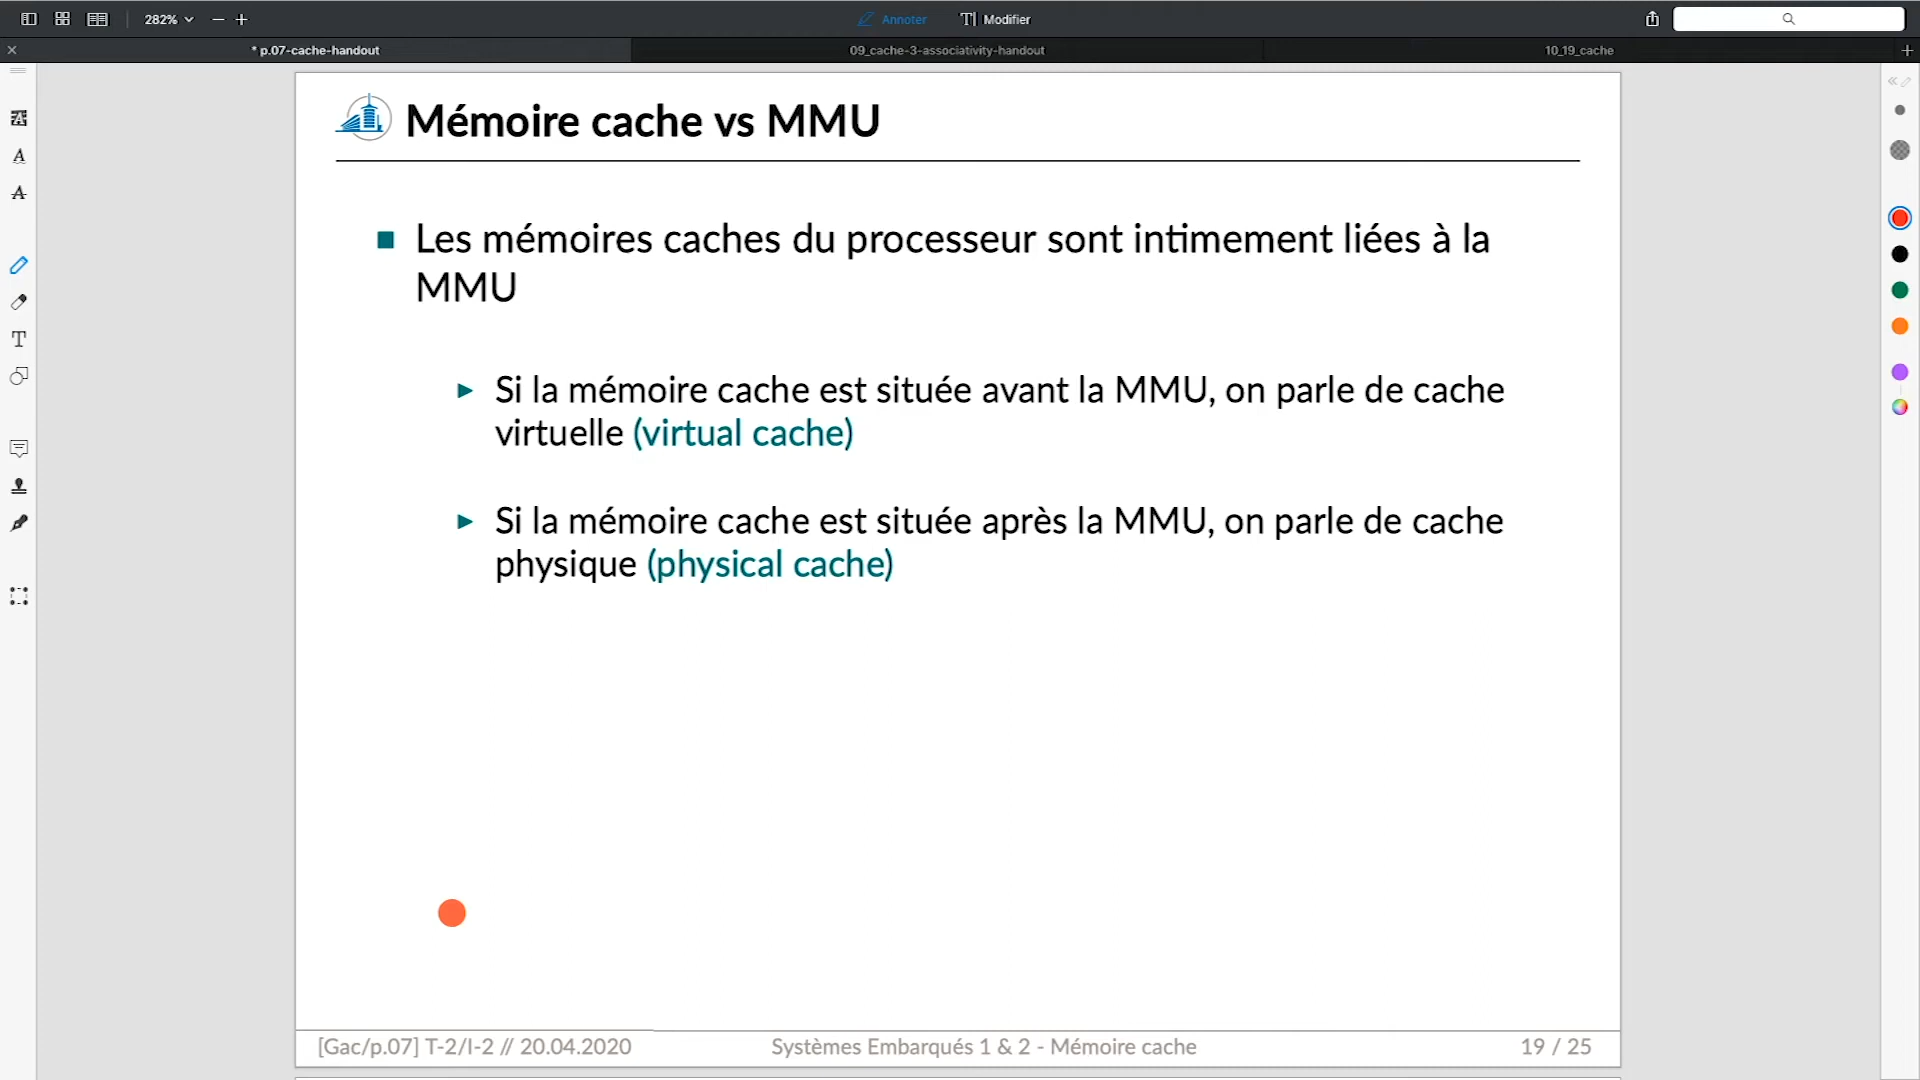 282%
Annoter
Modifier
* p.07-cache-handout
09_cache-3-associativity-handout
10_19_cache
Mémoire cache vs MMU
Les mémoires caches du processeur sont intimement liées à la
MMU
Si la mémoire cache est située avant la MMU, on parle de cache
virtuelle (virtual cache)
Si la mémoire cache est située après la MMU, on parle de cache
physique (physical cache)
[Gac/p.07] T-2/I-2 // 20.04.2020
Systèmes Embarqués 1 & 2 - Mémoire cache
19 / 25